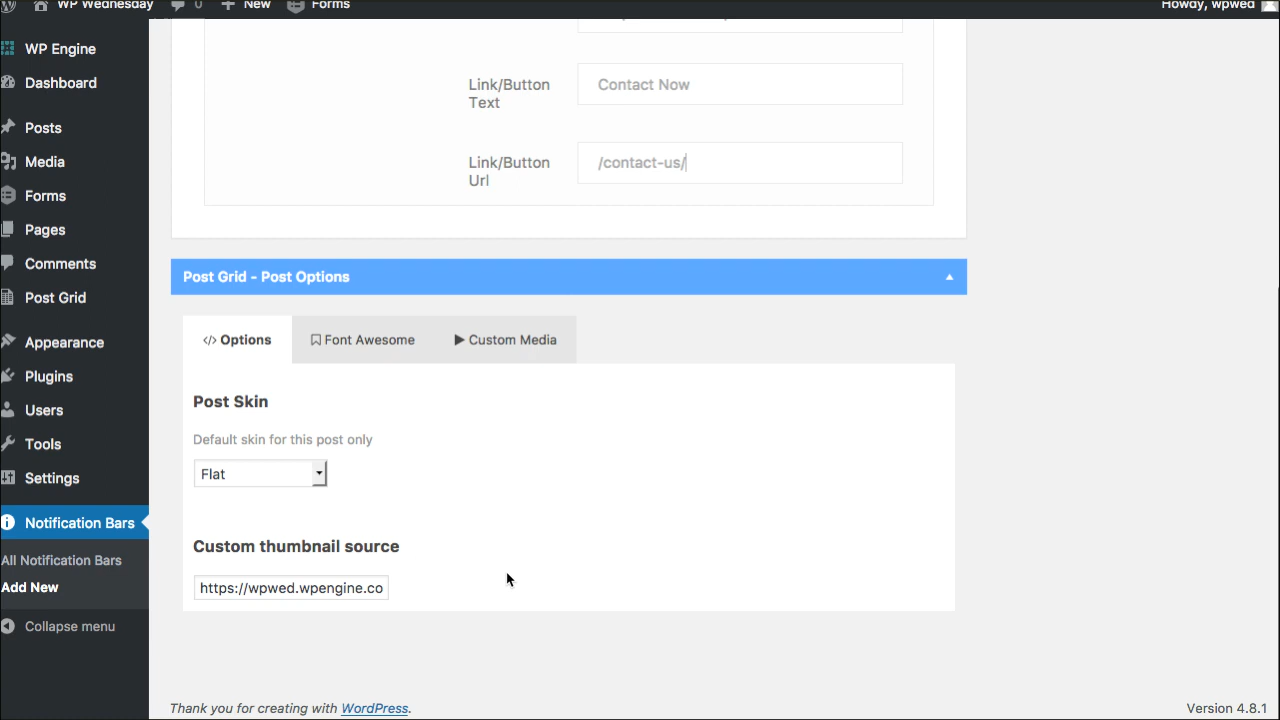 WP Wednesday 0 New Forms Howdy, wpwed
WP Engine
Dashboard
Posts
Media
Forms
Pages
Comments
Post Grid
Appearance
Plugins
Users
Tools
Settings
Notification Bars
All Notification Bars
Add New
Collapse menu
Link/Button
Text
Contact Now
Link/Button
Url
/contact-us/
Post Grid - Post Options
Options Font Awesome Custom Media
Post Skin
Default skin for this post only
Flat
Custom thumbnail source
https://wpwed.wpengine.co
Thank you for creating with WordPress.
Version 4.8.1